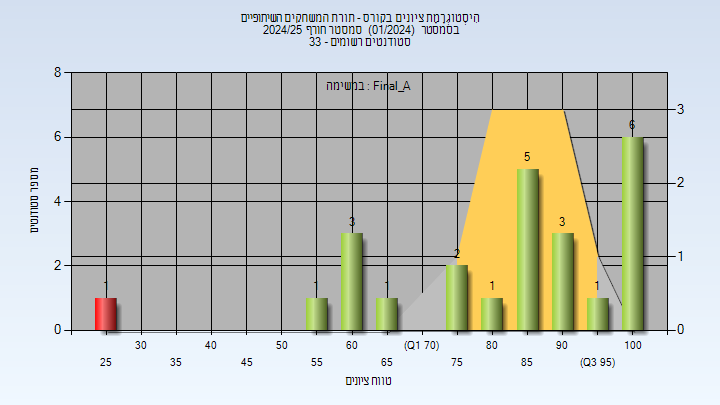 הִיסְטוֹגְרָמַת ציונים בקורס - תורת המשחקים השיתופיים
בסמסטר (01/2024) סמסטר חורף 2024/25
סטודנטים רשומים - 33
במשימה : Final_A
מספר סטודנטים
8
6
4
2
0
3
2
1
0
1
1
3
1
2
1
5
3
1
6
30 40 50 60 (Q1 70) 80 90 100
25 35 45 55 65 75 85 (Q3 95)
טווח ציונים